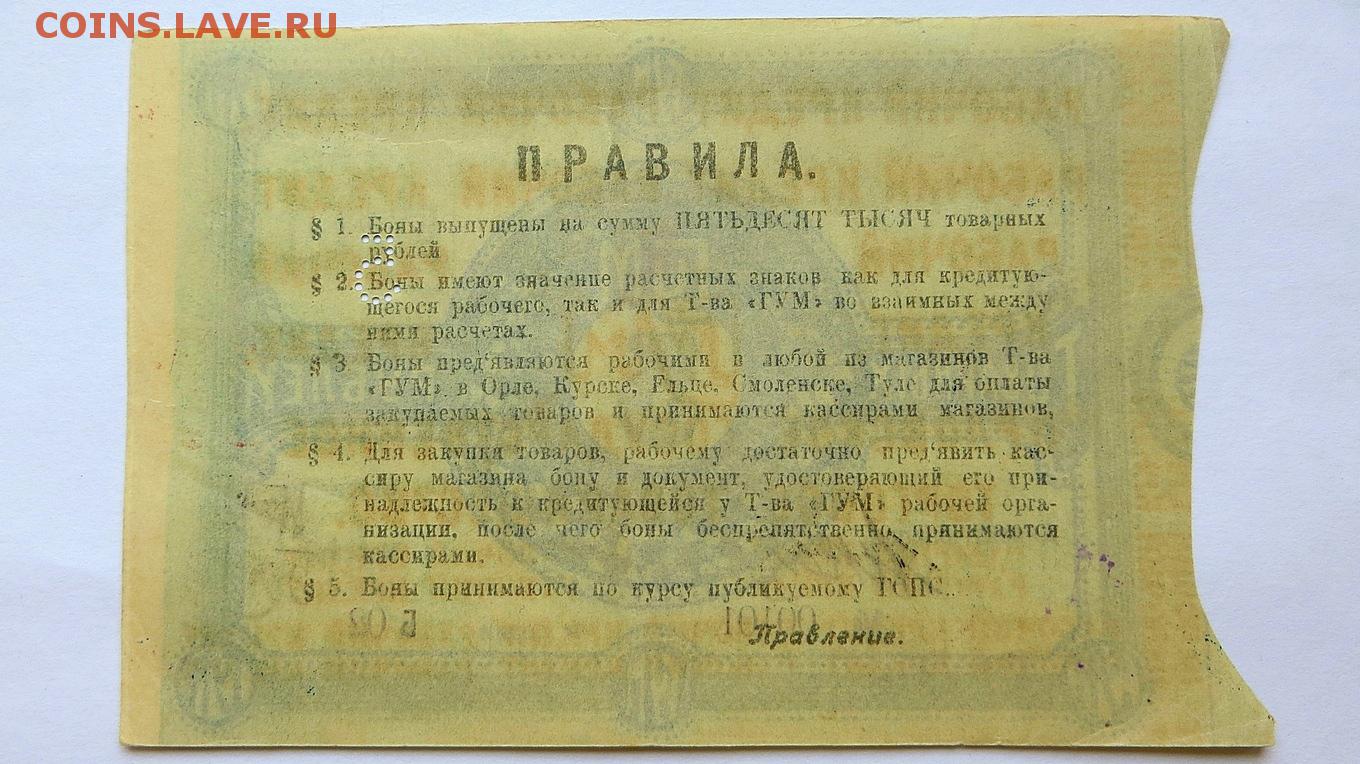 COINS.LAVE.RU
ПРАВИЛА.
§ 1. Боны выпущены на сумму ПЯТЬДЕСЯТ ТЫСЯЧ товарных
рублей
§ 2. Боны имеют значение расчетных знаков как для кредитую-
щегося рабочего, так и для Т-ва «ГУМ» во взаимных между
ними расчетах.
§ 3. Боны пред‘являются рабочими в любой из магазинов Т-ва
«ГУМ» в Орле, Курске, Ельце, Смоленске, Туле для оплаты
закупаемых товаров и принимаются кассирами магазинов,
§ 4. Для закупки товаров, рабочему достаточно пред‘явить кас-
сиру магазина бону и документ, удостоверяющий его при-
надлежность к кредитующейся у Т-ва «ГУМ» рабочей орга-
низации, после чего боны беспрепятственно принимаются
кассирами.
§ 5. Боны принимаются по курсу публикуемому ГОПС.
Правление.